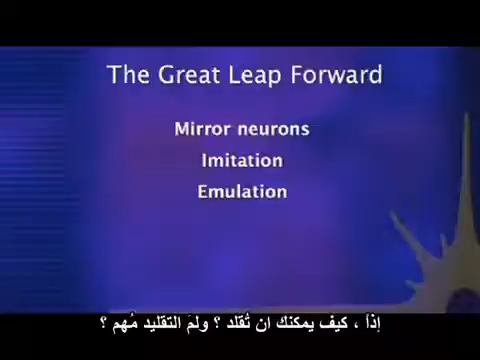 The Great Leap Forward
Mirror neurons
Imitation
Emulation
إذاً ، كيف يمكنك ان تُقلد ؟ ولمَ التقليد مُهم ؟